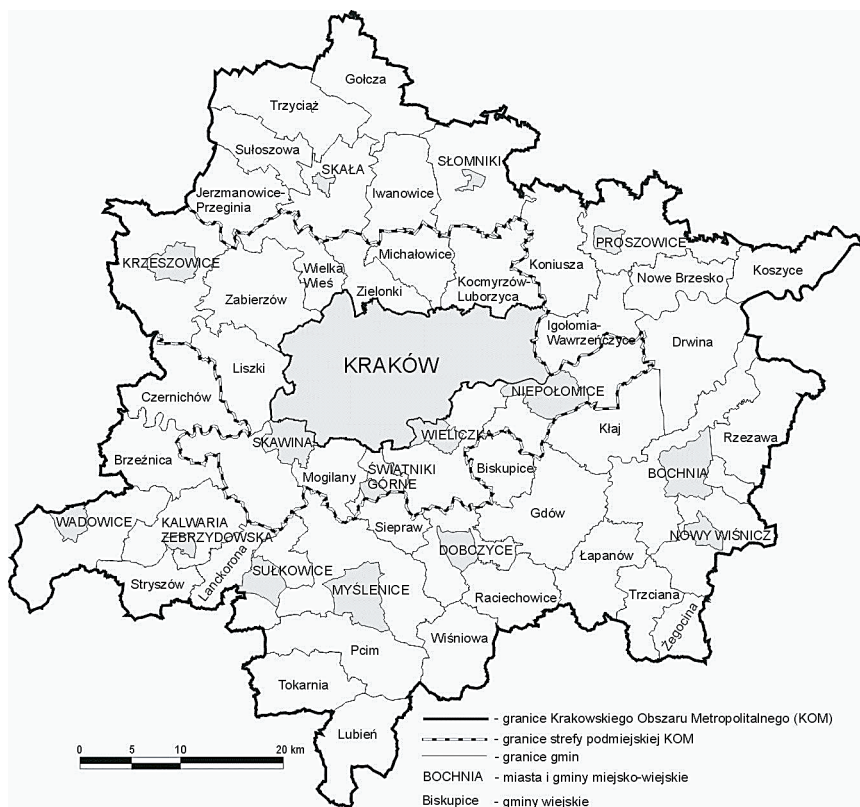 Gołcza
Trzyciąż
Sułoszowa
SKAŁA
SŁOMNIKI
Jerzmanowice-
Przeginia
Iwanowice
KRZESZOWICE
Wielka
Wieś
Michałowice
Koniusza
PROSZOWICE
Koszyce
Zabierzów
Zielonki
Kocmyrzów-
Luborzyca
Nowe Brzesko
Igołomia-
Wawrzeńczyce
Drwina
Liszki
KRAKÓW
Czernichów
NIEPOŁOMICE
SKAWINA
WIELICZKA
Kłaj
Rzezawa
Brzeźnica
Mogilany
ŚWIĄTNIKI
GÓRNE
Biskupice
BOCHNIA
WADOWICE
KALWARIA
ZEBRZYDOWSKA
Siepraw
Gdów
DOBCZYCE
NOWY WIŚNICZ
Stryszów
Lanckorona
SUŁKOWICE
MYŚLENICE
Łapanów
Raciechowice
Trzciana
Żegocina
Wiśniowa
Pcim
Tokarnia
Lubień
0 5 10 20 km
- granice Krakowskiego Obszaru Metropolitalnego (KOM)
- granice strefy podmiejskiej KOM
- granice gmin
BOCHNIA - miasta i gminy miejsko-wiejskie
Biskupice - gminy wiejskie